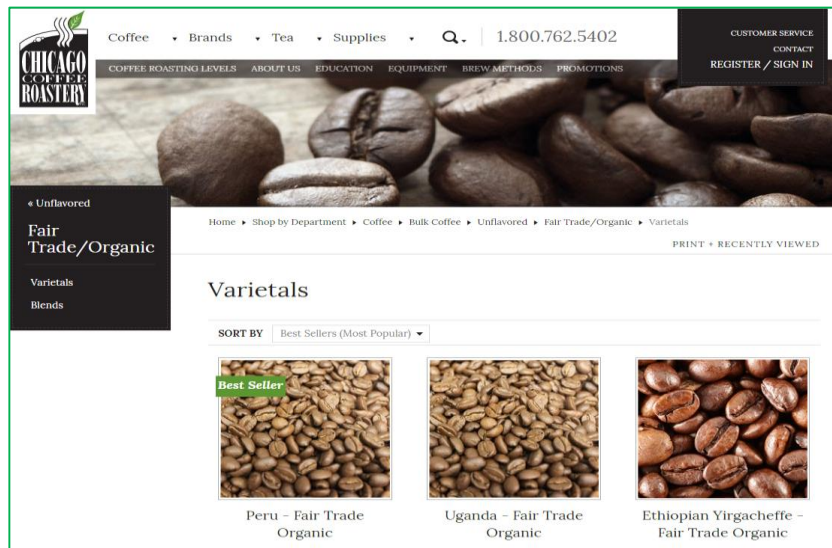 CHICAGO
COFFEE
ROASTERY
Coffee Brands Tea Supplies 1.800.762.5402
CUSTOMER SERVICE
CONTACT
REGISTER / SIGN IN
COFFEE ROASTING LEVELS ABOUT US EDUCATION EQUIPMENT BREW METHODS PROMOTIONS
« Unflavored
Fair
Trade/Organic
Varietals
Blends
Home ▸ Shop by Department ▸ Coffee ▸ Bulk Coffee ▸ Unflavored ▸ Fair Trade/Organic ▸ Varietals
PRINT + RECENTLY VIEWED
Varietals
SORT BY Best Sellers (Most Popular)
Best Seller
Peru – Fair Trade
Organic
Uganda – Fair Trade
Organic
Ethiopian Yirgacheffe –
Fair Trade Organic